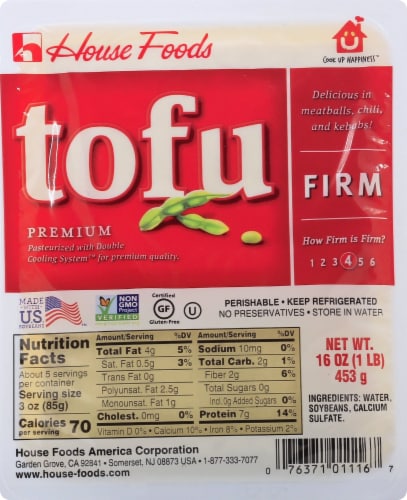 House Foods
COOK UP HAPPINESS™
tofu
Delicious in
meatballs, chili,
and kebabs!
FIRM
PREMIUM
Pasteurized with Double
Cooling System™ for premium quality.
How Firm is Firm?
1 2 3 4 5 6
MADE WITH
US
SOYBEANS
NON
GMO
Project
VERIFIED
Certified
GF
Gluten-Free
U
PERISHABLE • KEEP REFRIGERATED
NO PRESERVATIVES • STORE IN WATER
Nutrition
Facts
About 5 servings
per container
Serving size
3 oz (85g)
Calories 70
per serving
Amount/Serving %DV
Total Fat 4g 5%
Sat. Fat 0.5g 3%
Trans Fat 0g
Polyunsat. Fat 2.5g
Monounsat. Fat 1g
Cholest. 0mg 0%
Amount/Serving %DV
Sodium 10mg 0%
Total Carb. 2g 1%
Fiber 2g 6%
Total Sugars 0g
Incl. 0g Added Sugars 0%
Protein 7g 14%
Vitamin D 0% • Calcium 10% • Iron 8% • Potassium 2%
NET WT.
16 OZ (1 LB)
453 g
INGREDIENTS: WATER,
SOYBEANS, CALCIUM
SULFATE.
House Foods America Corporation
Garden Grove, CA 92841 • Somerset, NJ 08873 USA • 1-877-333-7077
www.house-foods.com
0 76371 01116 7